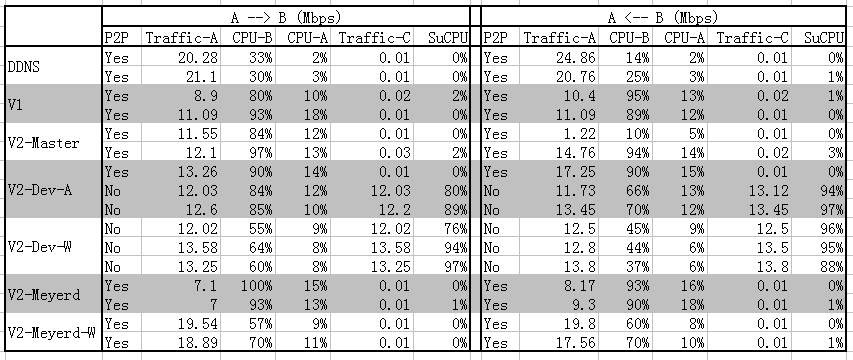 A --> B (Mbps) A <-- B (Mbps)
P2P Traffic-A CPU-B CPU-A Traffic-C SuCPU P2P Traffic-A CPU-B CPU-A Traffic-C SuCPU
DDNS
Yes 20.28 33% 2% 0.01 0% Yes 24.86 14% 2% 0.01 0%
Yes 21.1 30% 3% 0.01 0% Yes 20.76 25% 3% 0.01 1%
V1
Yes 8.9 80% 10% 0.02 2% Yes 10.4 95% 13% 0.02 1%
Yes 11.09 93% 18% 0.01 0% Yes 11.09 89% 12% 0.01 0%
V2-Master
Yes 11.55 84% 12% 0.01 0% Yes 1.22 10% 5% 0.01 0%
Yes 12.1 97% 13% 0.03 2% Yes 14.76 94% 14% 0.02 3%
V2-Dev-A
Yes 13.26 90% 14% 0.01 0% Yes 17.25 90% 15% 0.01 0%
No 12.03 84% 12% 12.03 80% No 11.73 66% 13% 13.12 94%
No 12.6 85% 10% 12.2 89% No 13.45 70% 12% 13.45 97%
V2-Dev-W
No 12.02 55% 9% 12.02 76% No 12.5 45% 9% 12.5 96%
No 13.58 64% 8% 13.58 94% No 12.8 44% 6% 13.5 95%
No 13.25 60% 8% 13.25 97% No 13.8 37% 6% 13.8 88%
V2-Meyerd
Yes 7.1 100% 15% 0.01 0% Yes 8.17 93% 16% 0.01 0%
Yes 7 93% 13% 0.01 1% Yes 9.3 90% 18% 0.01 1%
V2-Meyerd-W
Yes 19.54 57% 9% 0.01 0% Yes 19.8 60% 8% 0.01 0%
Yes 18.89 70% 11% 0.01 0% Yes 17.56 70% 10% 0.01 1%